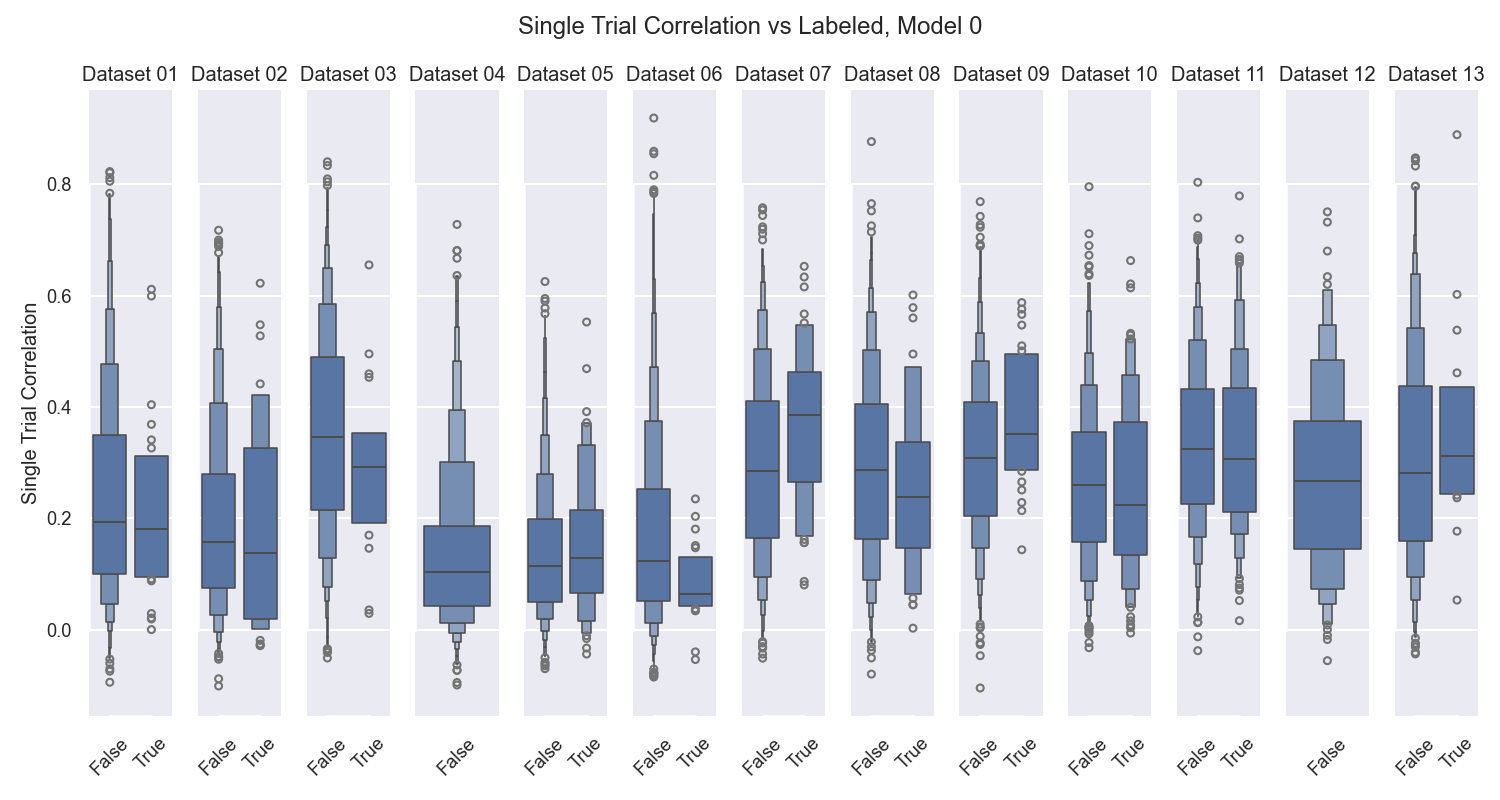 Single Trial Correlation vs Labeled, Model 0
Dataset 01 Dataset 02 Dataset 03 Dataset 04 Dataset 05 Dataset 06 Dataset 07 Dataset 08 Dataset 09 Dataset 10 Dataset 11 Dataset 12 Dataset 13
Single Trial Correlation
0.8
0.6
0.4
0.2
0.0
False True False True False True False False True False True False True False True False True False True False True False False True